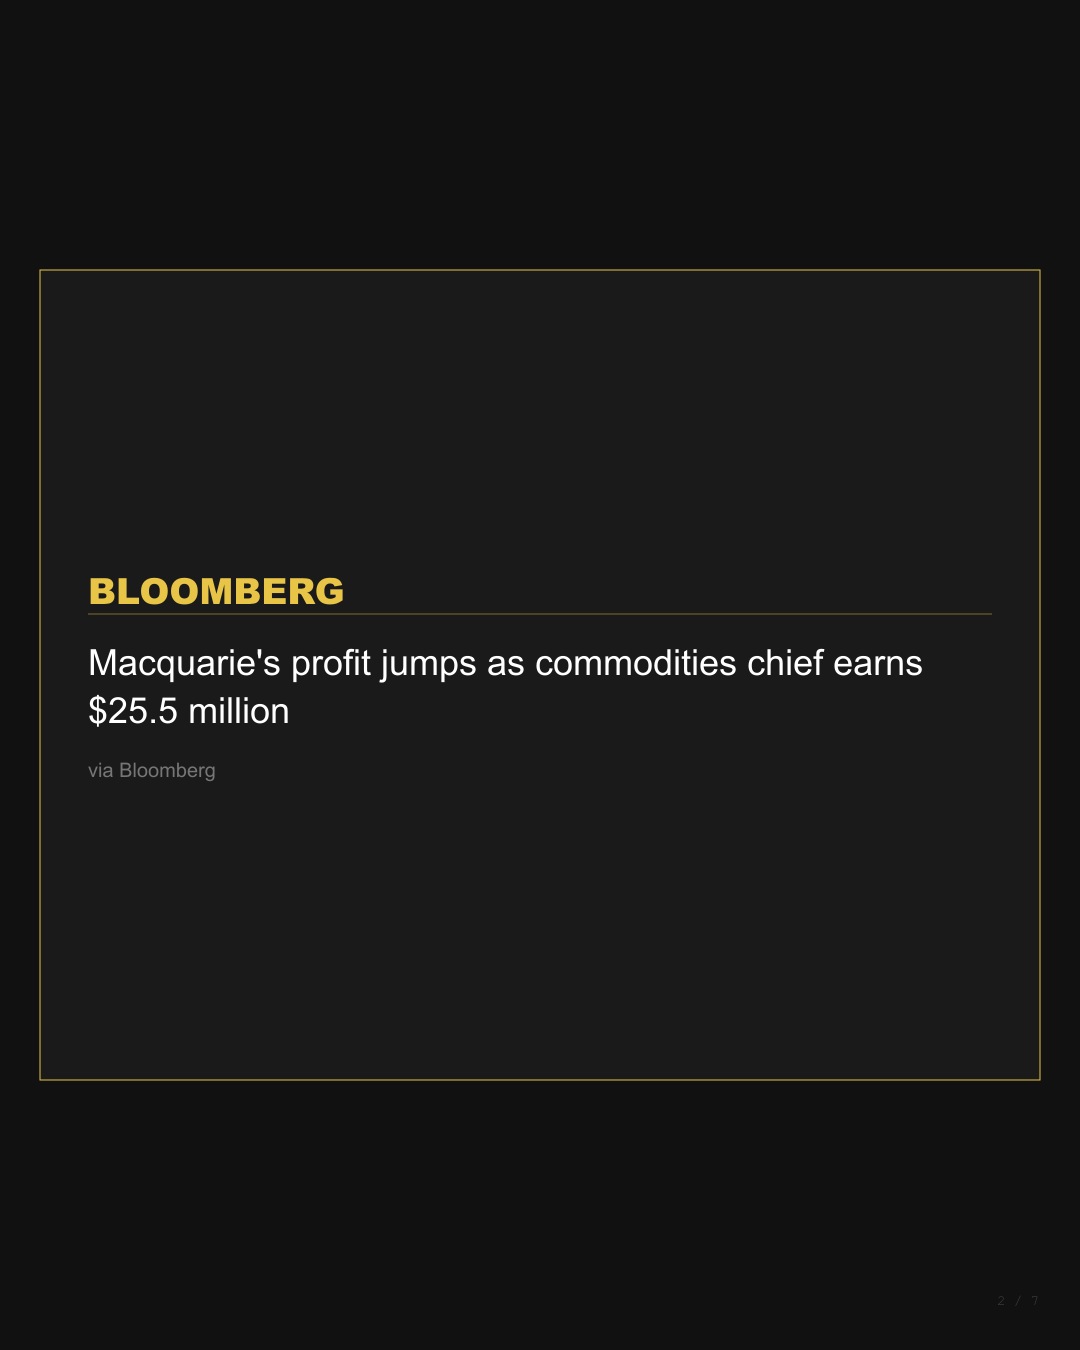 BLOOMBERG
Macquarie's profit jumps as commodities chief earns
$25.5 million
via Bloomberg
2 / 7